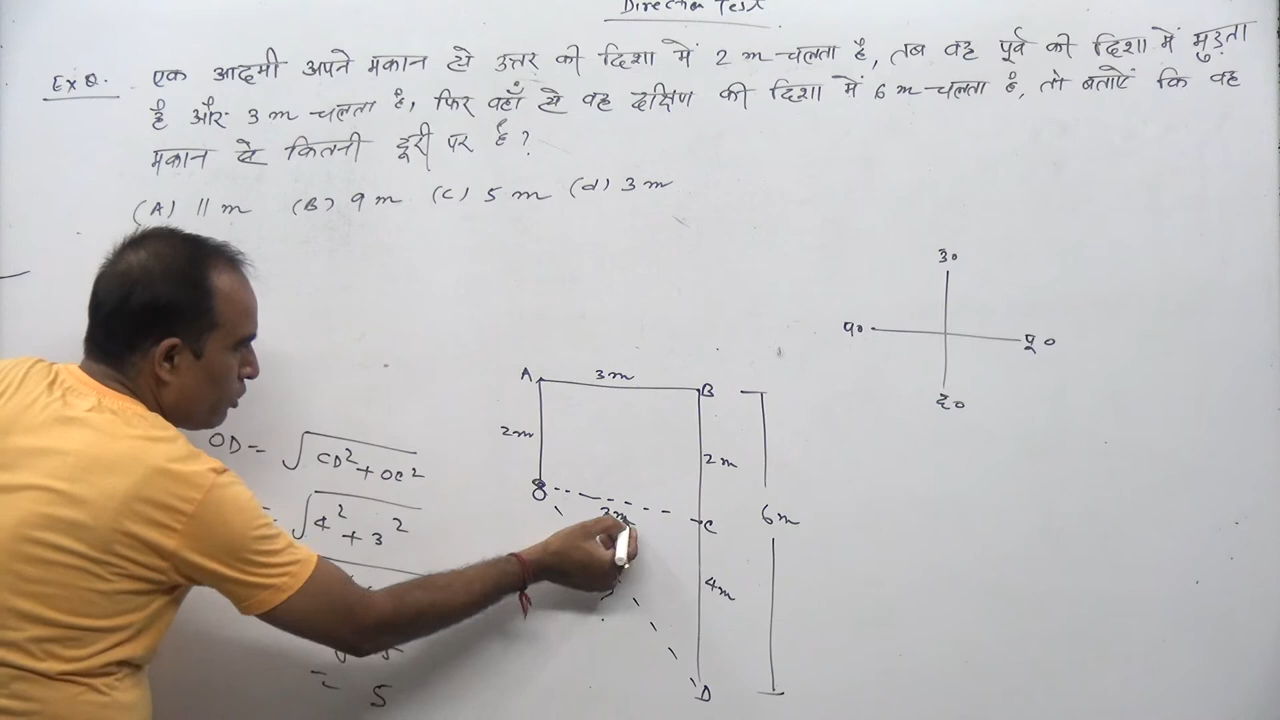 Direction Test
Ex Q. एक आदमी अपने मकान से उत्तर की दिशा में 2 m चलता है, तब वह पूर्व की दिशा में मुड़ता
है और 3 m चलता है, फिर वहाँ से वह दक्षिण की दिशा में 6 m चलता है, तो बताऐं कि वह
मकान से कितनी दूरी पर है?
(A) 11 m (B) 9 m (C) 5 m (d) 3 m
उ०
प० पू०
द०
A 3m B
2m 2m
OD = √CD² + OC²
O 3m C 6m
= √4² + 3²
4m
= 5
D